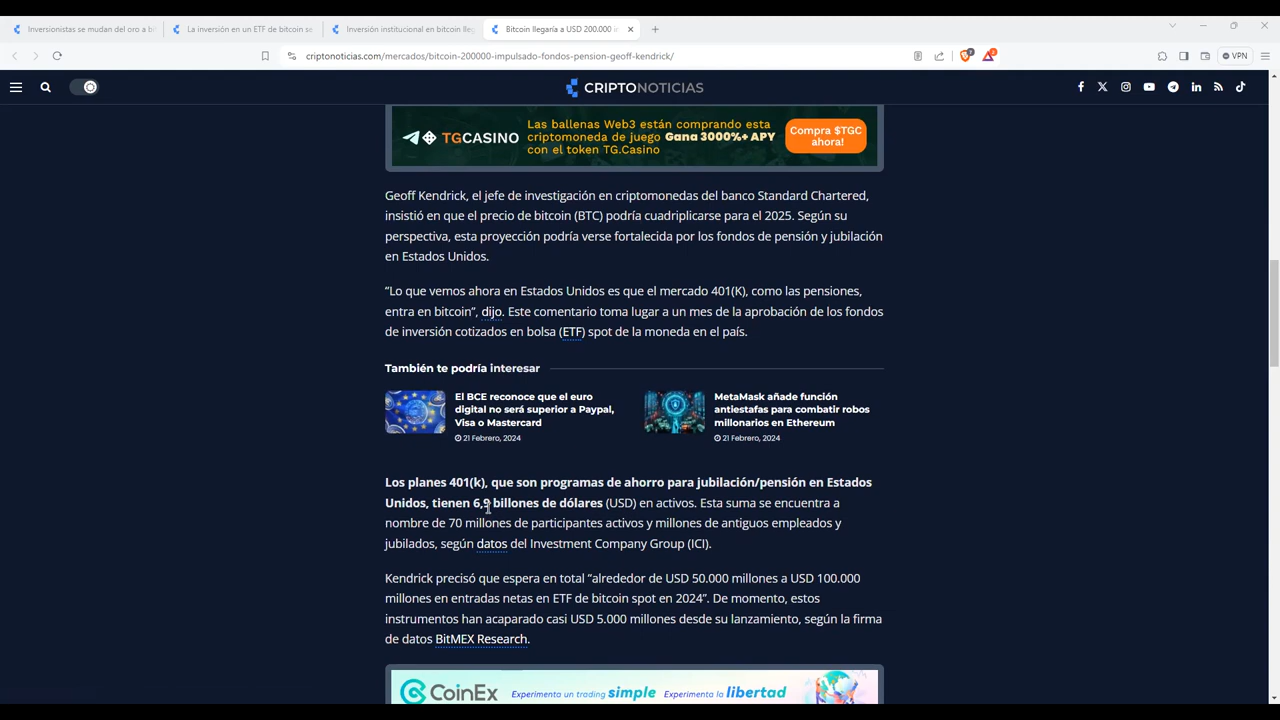 Inversionistas se mudan del oro a bi
La inversión en un ETF de bitcoin se
Inversión institucional en bitcoin lleg
Bitcoin llegaría a USD 200.000 in
criptonoticias.com/mercados/bitcoin-200000-impulsado-fondos-pension-geoff-kendrick/
VPN
CRIPTONOTICIAS
TGCASINO
Las ballenas Web3 están comprando esta
criptomoneda de juego Gana 3000%+ APY
con el token TG.Casino
Compra $TGC
ahora!
Geoff Kendrick, el jefe de investigación en criptomonedas del banco Standard Chartered,
insistió en que el precio de bitcoin (BTC) podría cuadriplicarse para el 2025. Según su
perspectiva, esta proyección podría verse fortalecida por los fondos de pensión y jubilación
en Estados Unidos.
“Lo que vemos ahora en Estados Unidos es que el mercado 401(K), como las pensiones,
entra en bitcoin”, dijo. Este comentario toma lugar a un mes de la aprobación de los fondos
de inversión cotizados en bolsa (ETF) spot de la moneda en el país.
También te podría interesar
El BCE reconoce que el euro
digital no será superior a Paypal,
Visa o Mastercard
21 Febrero, 2024
MetaMask añade función
antiestafas para combatir robos
millonarios en Ethereum
21 Febrero, 2024
Los planes 401(k), que son programas de ahorro para jubilación/pensión en Estados
Unidos, tienen 6,9 billones de dólares (USD) en activos. Esta suma se encuentra a
nombre de 70 millones de participantes activos y millones de antiguos empleados y
jubilados, según datos del Investment Company Group (ICI).
Kendrick precisó que espera en total “alrededor de USD 50.000 millones a USD 100.000
millones en entradas netas en ETF de bitcoin spot en 2024”. De momento, estos
instrumentos han acaparado casi USD 5.000 millones desde su lanzamiento, según la firma
de datos BitMEX Research.
CoinEx
Experimenta un trading simple Experimenta la libertad